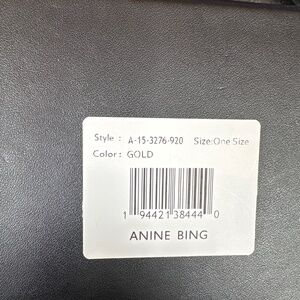 Style : A-15-3276-920 Size:One Size
Color: GOLD
1 94421 38444 0
ANINE BING